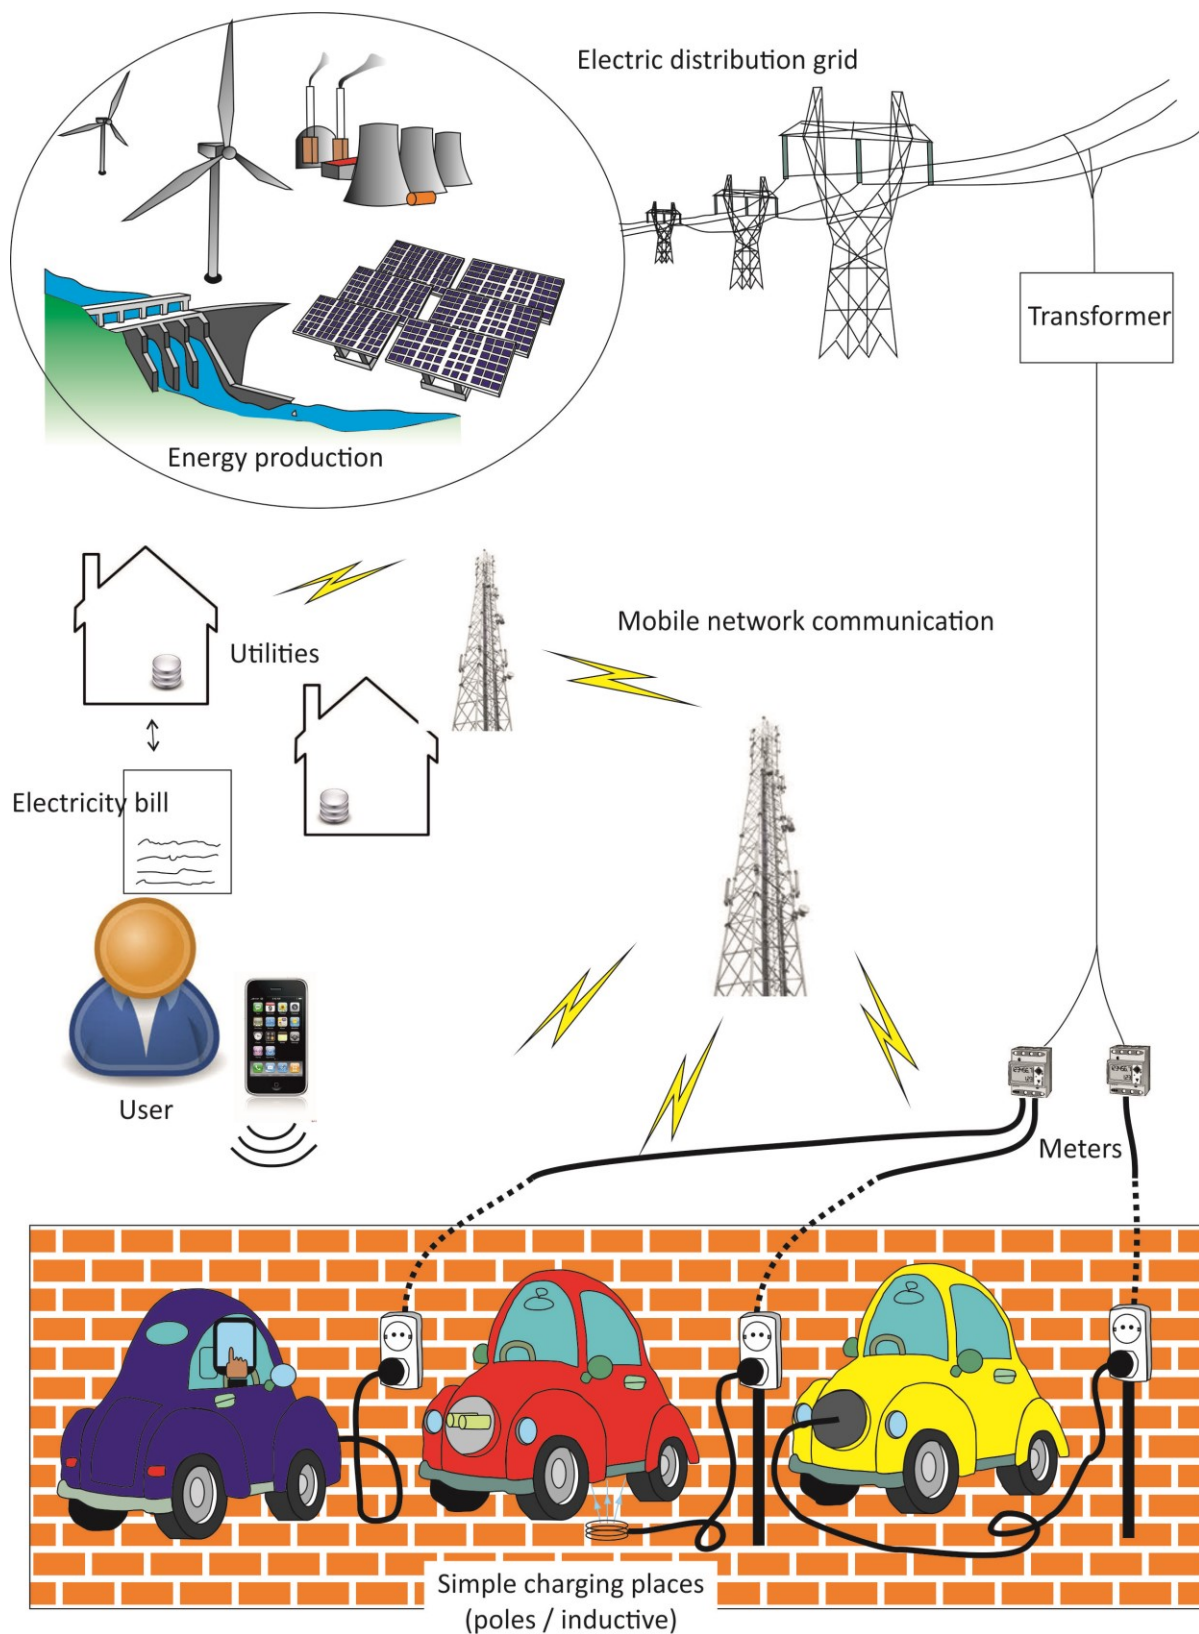 Electric distribution grid
Transformer
Energy production
Mobile network communication
Utilities
Electricity bill
User
Meters
Simple charging places
(poles / inductive)